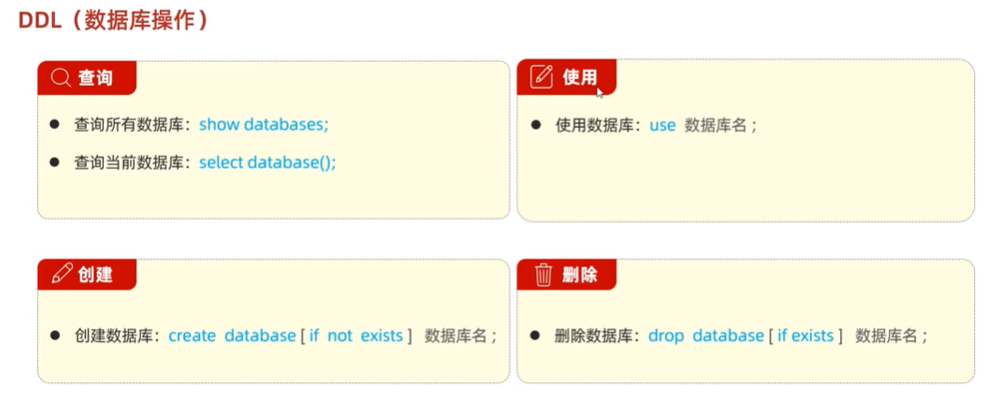 DDL（数据库操作）
查询
查询所有数据库：show databases;
查询当前数据库：select database();
使用
使用数据库：use 数据库名 ;
创建
创建数据库：create database [ if not exists ] 数据库名 ;
删除
删除数据库：drop database [ if exists ] 数据库名 ;